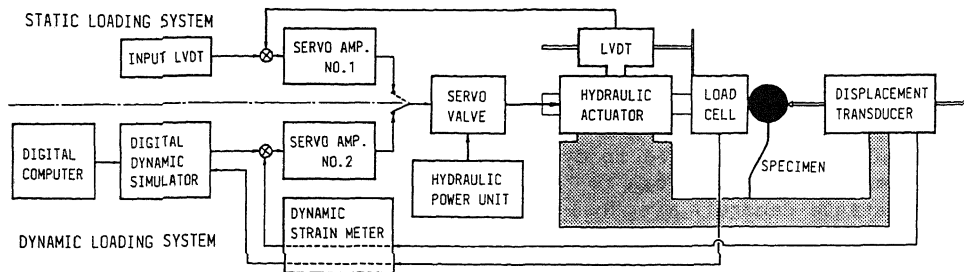 STATIC LOADING SYSTEM
INPUT LVDT
SERVO AMP.
NO.1
LVDT
SERVO
VALVE
HYDRAULIC
ACTUATOR
LOAD
CELL
DISPLACEMENT
TRANSDUCER
DIGITAL
COMPUTER
DIGITAL
DYNAMIC
SIMULATOR
SERVO AMP.
NO.2
HYDRAULIC
POWER UNIT
SPECIMEN
DYNAMIC
STRAIN METER
DYNAMIC LOADING SYSTEM